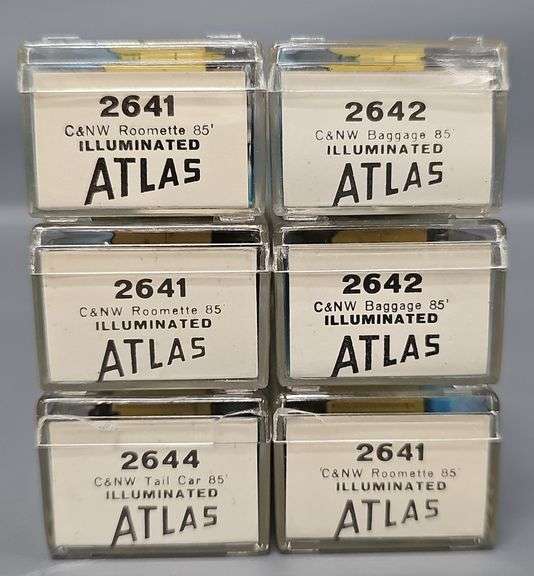 2641
C&NW Roomette 85'
ILLUMINATED
ATLAS
2642
C&NW Baggage 85'
ILLUMINATED
ATLAS
2641
C&NW Roomette 85'
ILLUMINATED
ATLAS
2642
C&NW Baggage 85'
ILLUMINATED
ATLAS
2644
C&NW Tail Car 85'
ILLUMINATED
ATLAS
2641
C&NW Roomette 85'
ILLUMINATED
ATLAS